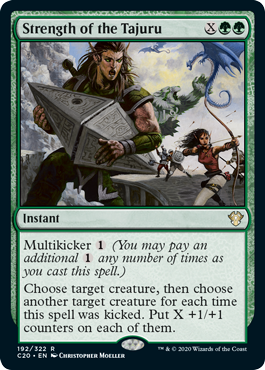 Strength of the Tajuru X
Instant
Multikicker 1 (You may pay an
additional 1 any number of times as
you cast this spell.)
Choose target creature, then choose
another target creature for each time
this spell was kicked. Put X +1/+1
counters on each of them.
192/322 R
C20 • EN Christopher Moeller
™ & © 2020 Wizards of the Coast